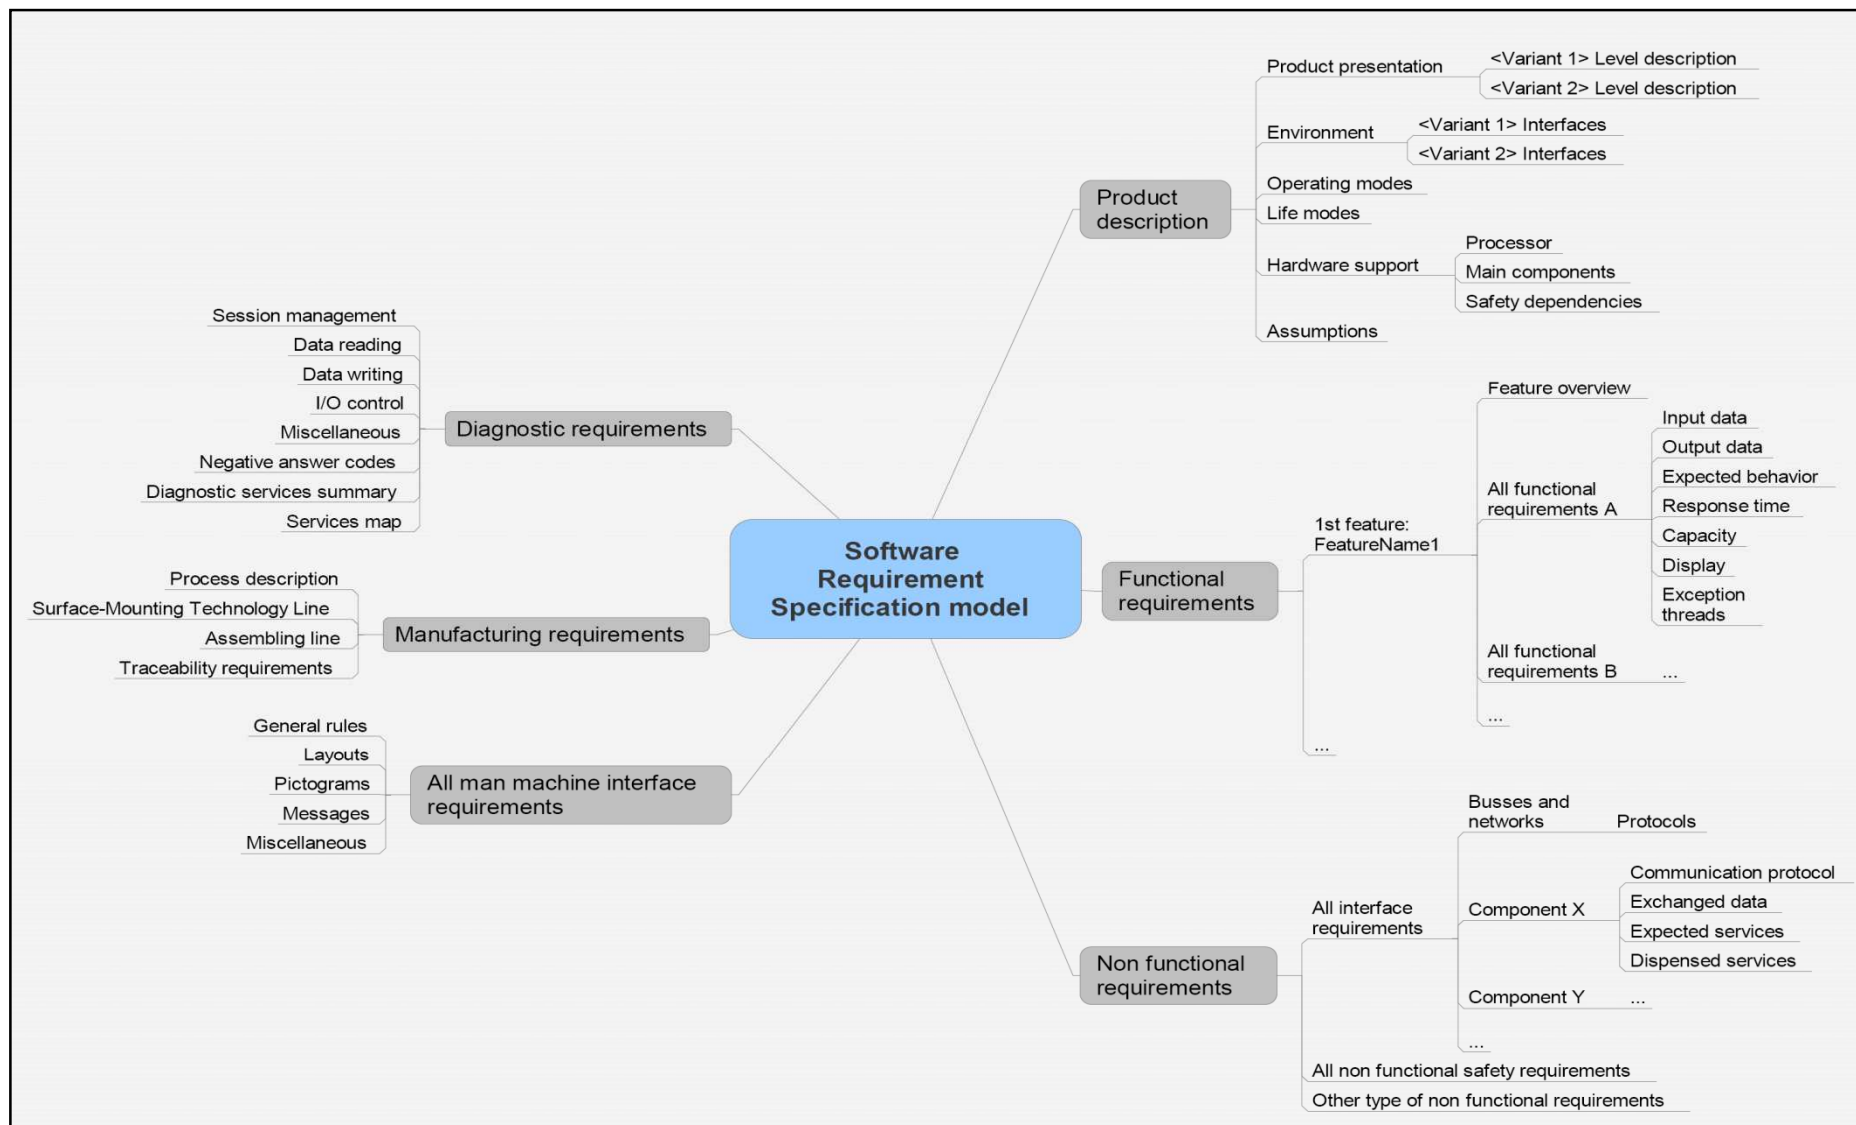 Software
Requirement
Specification model
Product
description
Product presentation
<Variant 1> Level description
<Variant 2> Level description
Environment
<Variant 1> Interfaces
<Variant 2> Interfaces
Operating modes
Life modes
Hardware support
Processor
Main components
Safety dependencies
Assumptions
Functional
requirements
1st feature:
FeatureName1
Feature overview
All functional
requirements A
Input data
Output data
Expected behavior
Response time
Capacity
Display
Exception
threads
All functional
requirements B
...
...
...
Non functional
requirements
All interface
requirements
Busses and
networks
Protocols
Component X
Communication protocol
Exchanged data
Expected services
Dispensed services
Component Y
...
...
All non functional safety requirements
Other type of non functional requirements
Diagnostic requirements
Session management
Data reading
Data writing
I/O control
Miscellaneous
Negative answer codes
Diagnostic services summary
Services map
Manufacturing requirements
Process description
Surface-Mounting Technology Line
Assembling line
Traceability requirements
All man machine interface
requirements
General rules
Layouts
Pictograms
Messages
Miscellaneous